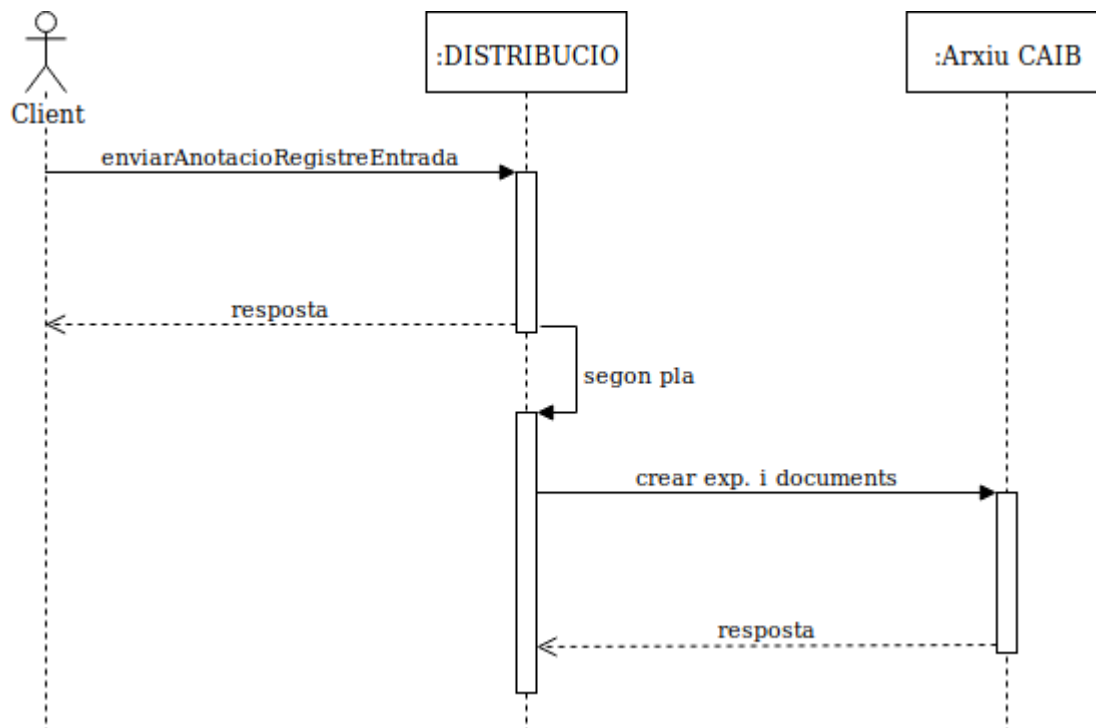 :DISTRIBUCIO
:Arxiu CAIB
Client
enviarAnotacioRegistreEntrada
resposta
segon pla
crear exp. i documents
resposta